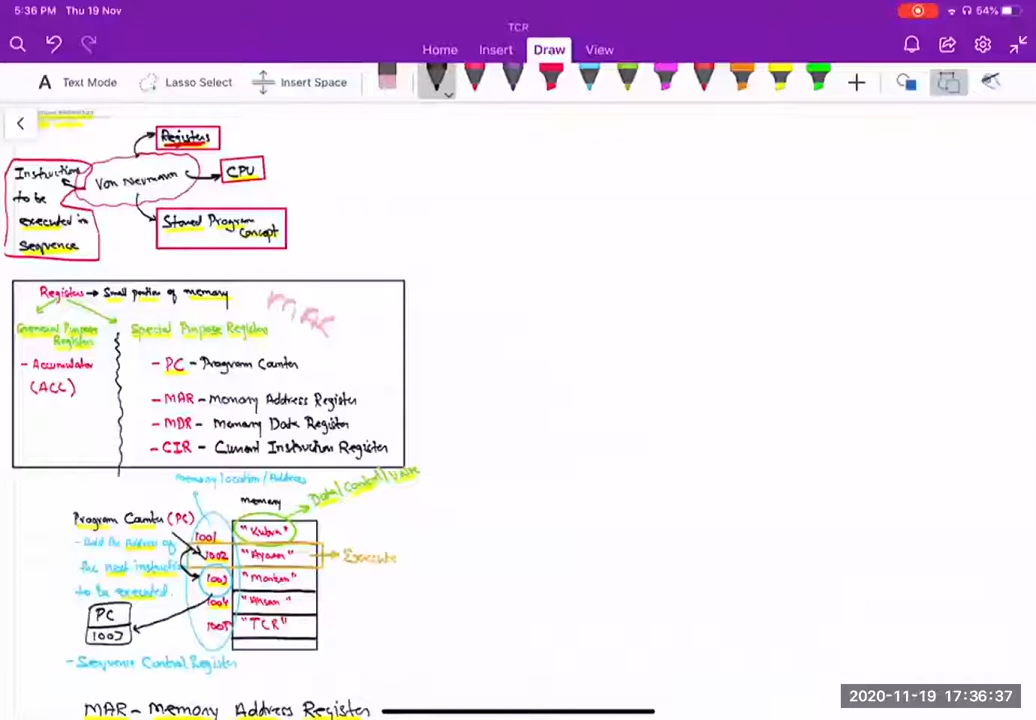 5:36 PM Thu 19 Nov
64%
TCR
Home Insert Draw View
A Text Mode Lasso Select Insert Space
Registers
Von Neumann
CPU
Instruction
to be
executed in
Sequence
Stored Program
Concept
Registers → Small portion of memory
MAR
General Purpose
Register
Special Purpose Register
- Accumulator
(ACC)
- PC - Program Counter
- MAR - Memory Address Register
- MDR - Memory Data Register
- CIR - Current Instruction Register
memory location/Address
Data/Content/Value
memory
Program Counter (PC)
- Hold the Address of
the next instruction
to be executed.
1001 "Kubra"
1002 "Ayaan"
Execute
1003
1004 "Ahsan"
1005 "TCR"
PC
1003
- Sequence Control Register
MAR - Memory Address Register
2020-11-19 17:36:37